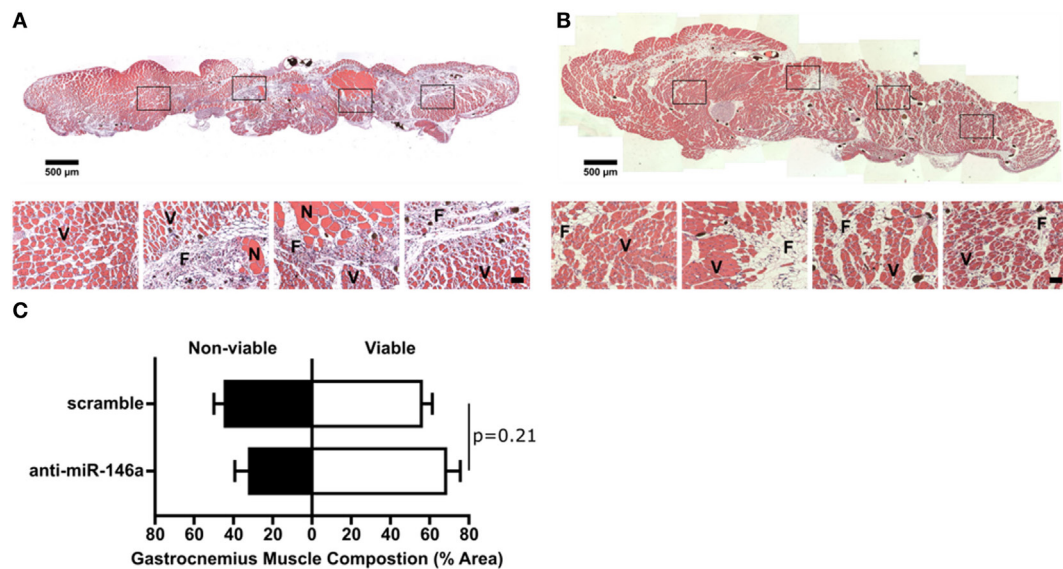 A
B
500 μm
500 μm
V
V
F
N
N
F
V
F
V
F
V
V
F
F
V
F
V
C
Non-viable
Viable
scramble
anti-miR-146a
p=0.21
80 60 40 20 0 20 40 60 80
Gastrocnemius Muscle Compostion (% Area)